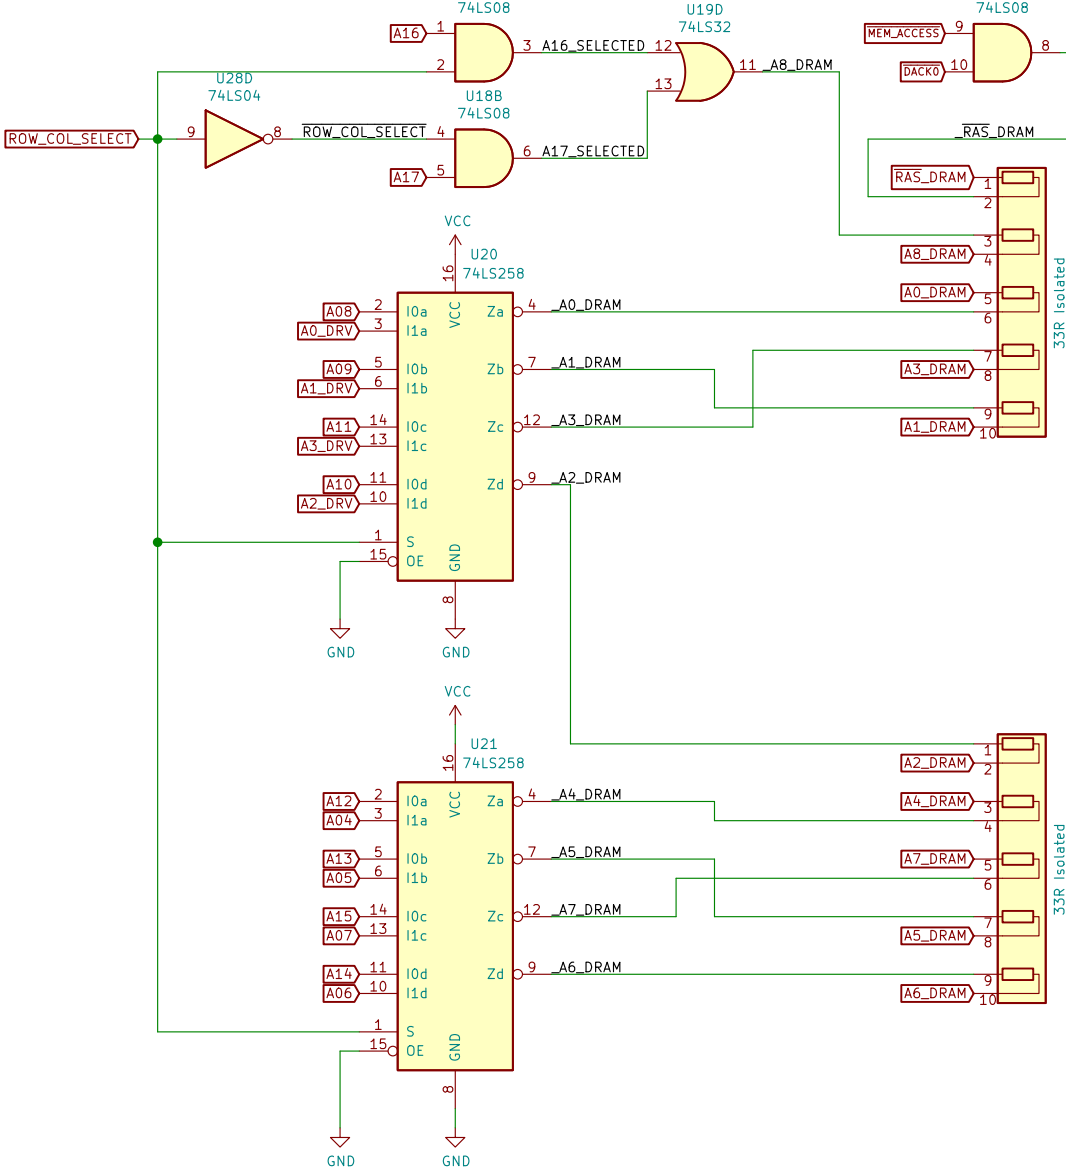 74LS08
A16
1
2
3
A16_SELECTED
U19D
74LS32
12
13
11
_A8_DRAM
74LS08
MEM_ACCESS
9
DACK0
10
8
U28D
74LS04
ROW_COL_SELECT
9
8
ROW_COL_SELECT
U18B
74LS08
4
5
A17
6
A17_SELECTED
_RAS_DRAM
VCC
U20
74LS258
16
VCC
A08
2
I0a
A0_DRV
3
I1a
A09
5
I0b
A1_DRV
6
I1b
A11
14
I0c
A3_DRV
13
I1c
A10
11
I0d
A2_DRV
10
I1d
1
S
15
OE
GND
8
GND
GND
Za
4
_A0_DRAM
Zb
7
_A1_DRAM
Zc
12
_A3_DRAM
Zd
9
_A2_DRAM
RAS_DRAM
1
2
3
A8_DRAM
4
A0_DRAM
5
6
7
A3_DRAM
8
9
A1_DRAM
10
33R Isolated
VCC
U21
74LS258
16
VCC
A12
2
I0a
A04
3
I1a
A13
5
I0b
A05
6
I1b
A15
14
I0c
A07
13
I1c
A14
11
I0d
A06
10
I1d
1
S
15
OE
GND
8
GND
GND
Za
4
_A4_DRAM
Zb
7
_A5_DRAM
Zc
12
_A7_DRAM
Zd
9
_A6_DRAM
1
A2_DRAM
2
A4_DRAM
3
4
A7_DRAM
5
6
7
A5_DRAM
8
9
A6_DRAM
10
33R Isolated